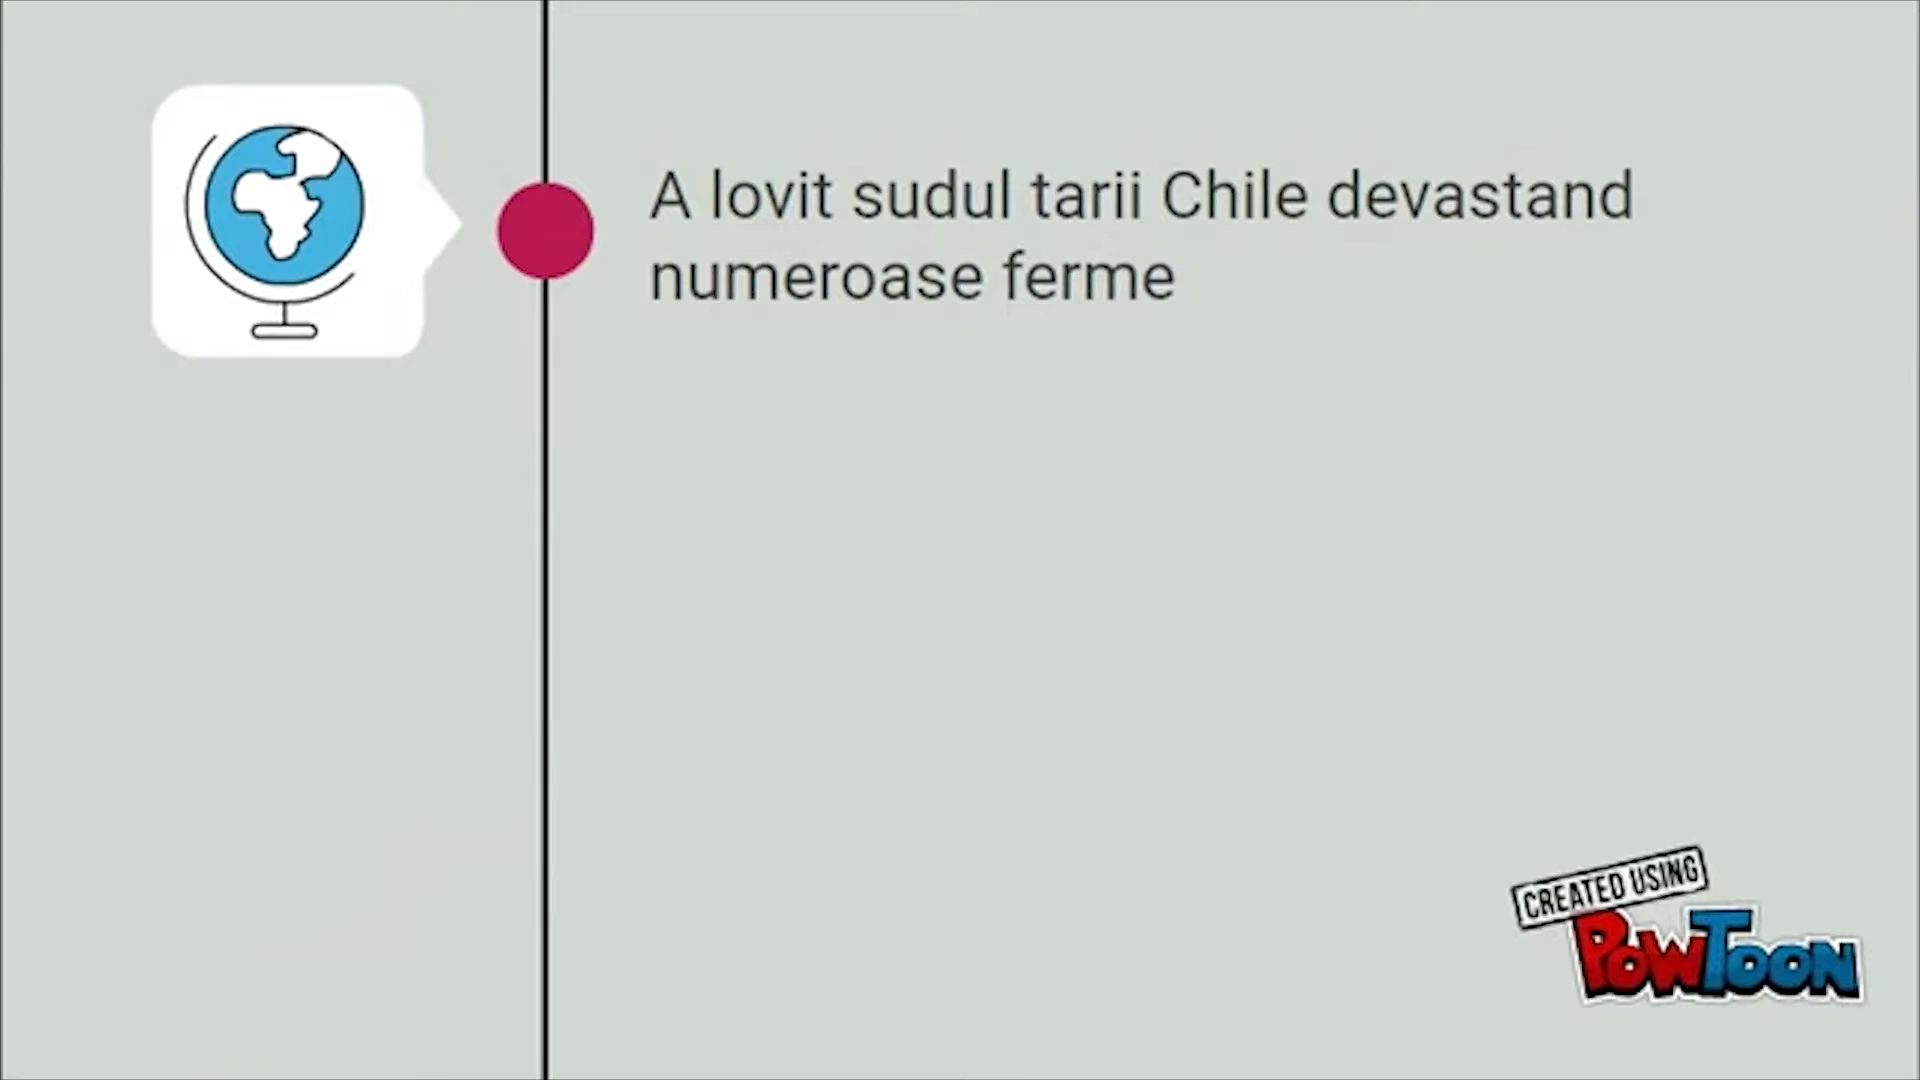 A lovit sudul tarii Chile devastand
numeroase ferme
CREATED USING
POWTOON